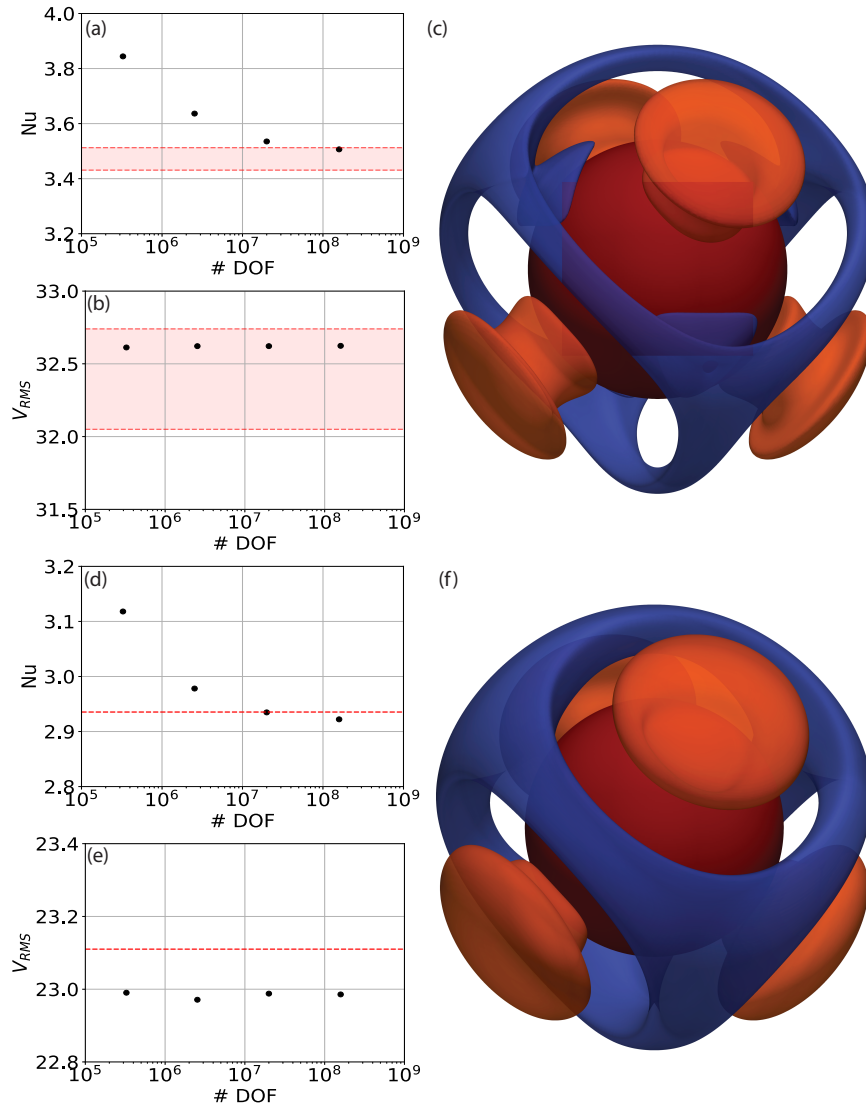 (a)
4.0
3.8
3.6
3.4
3.2
Nu
10^5 10^6 10^7 10^8 10^9
# DOF
(b)
33.0
32.5
32.0
31.5
V_RMS
10^5 10^6 10^7 10^8 10^9
# DOF
(c)
(d)
3.2
3.1
3.0
2.9
2.8
Nu
10^5 10^6 10^7 10^8 10^9
# DOF
(e)
23.4
23.2
23.0
22.8
V_RMS
10^5 10^6 10^7 10^8 10^9
# DOF
(f)